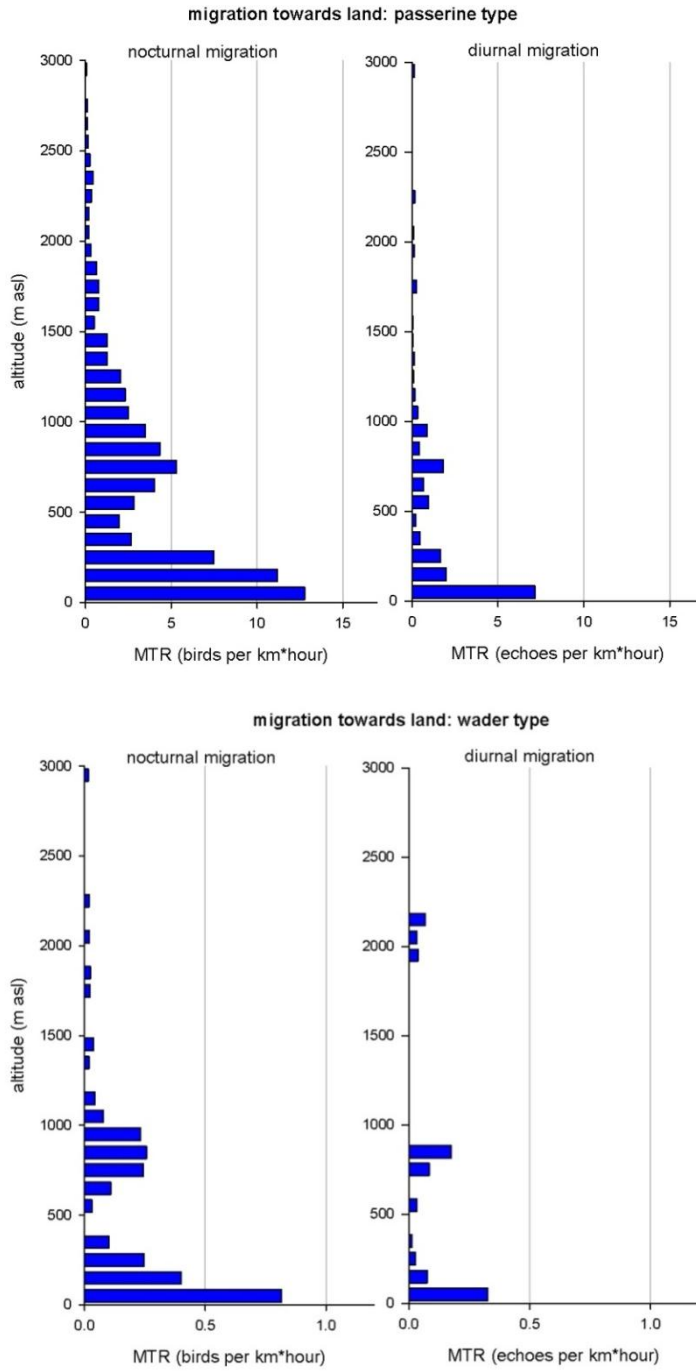 migration towards land: passerine type
nocturnal migration
diurnal migration
3000
2500
2000
1500
1000
500
0
altitude (m asl)
0 5 10 15
MTR (birds per km*hour)
3000
2500
2000
1500
1000
500
0
0 5 10 15
MTR (echoes per km*hour)
migration towards land: wader type
nocturnal migration
diurnal migration
3000
2500
2000
1500
1000
500
0
altitude (m asl)
0.0 0.5 1.0
MTR (birds per km*hour)
3000
2500
2000
1500
1000
500
0
0.0 0.5 1.0
MTR (echoes per km*hour)